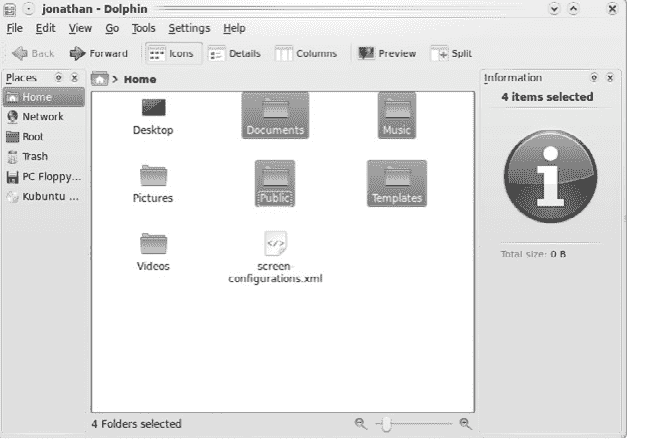 jonathan - Dolphin
File Edit View Go Tools Settings Help
Back Forward Icons Details Columns Preview Split
Places
Home
Network
Root
Trash
PC Floppy...
Kubuntu ...
Home
Desktop Documents Music
Pictures Public Templates
Videos screen-
configurations.xml
4 Folders selected
Information
4 items selected
Total size: 0 B